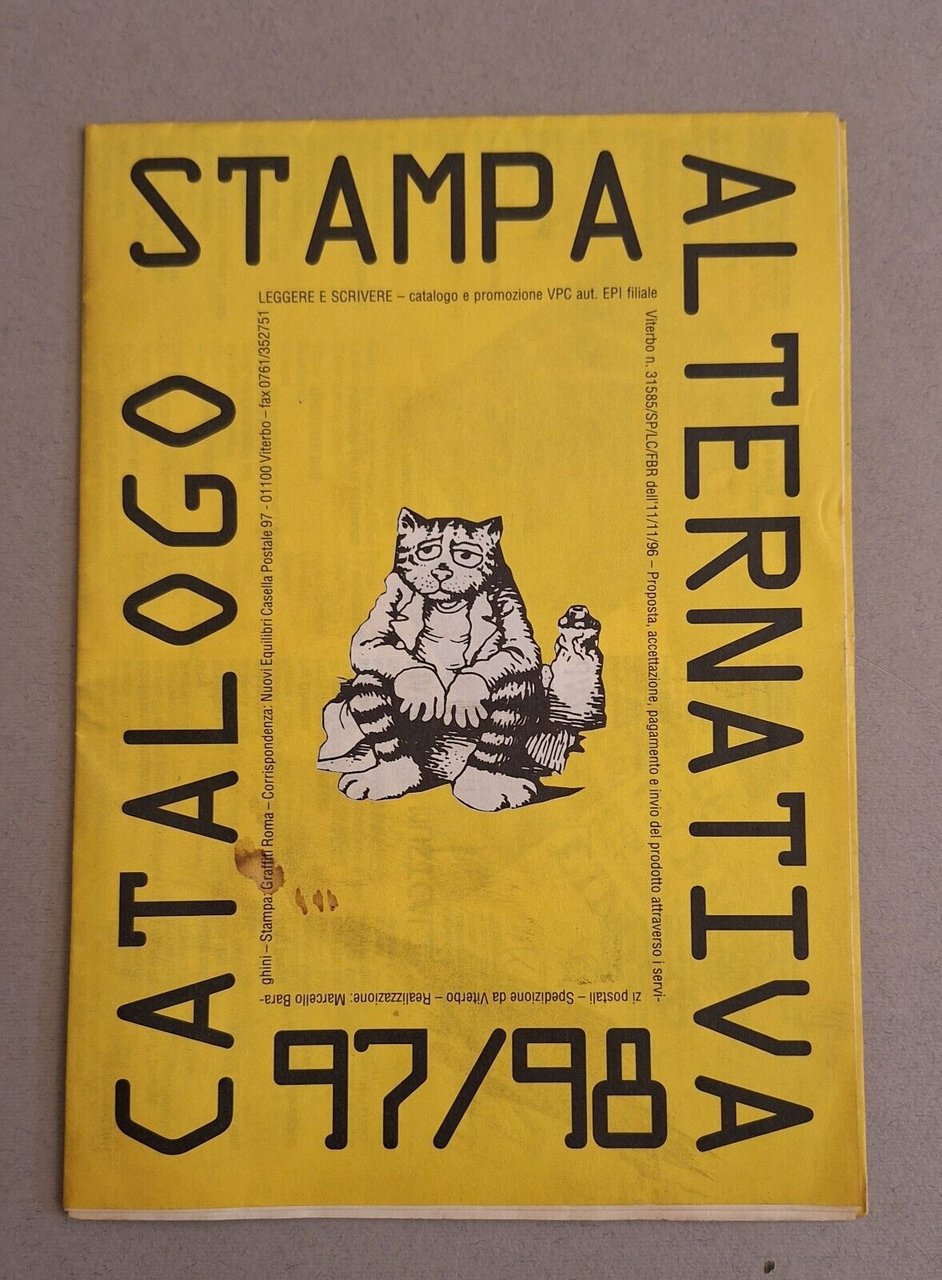 CATALOGO
STAMPA
ALTERNATIVA
97/98
LEGGERE E SCRIVERE – catalogo e promozione VPC aut. EPI filiale
Viterbo n. 31585/SP/LC/FBR dell'11/11/96 – Proposta, accettazione, pagamento e invio del prodotto attraverso i servi-
zi postali – Spedizione da Viterbo – Realizzazione: Marcello Bara-
ghini – Stampa: Graffiti Roma – Corrispondenza: Nuovi Equilibri Casella Postale 97 - 01100 Viterbo – fax 0761/352751